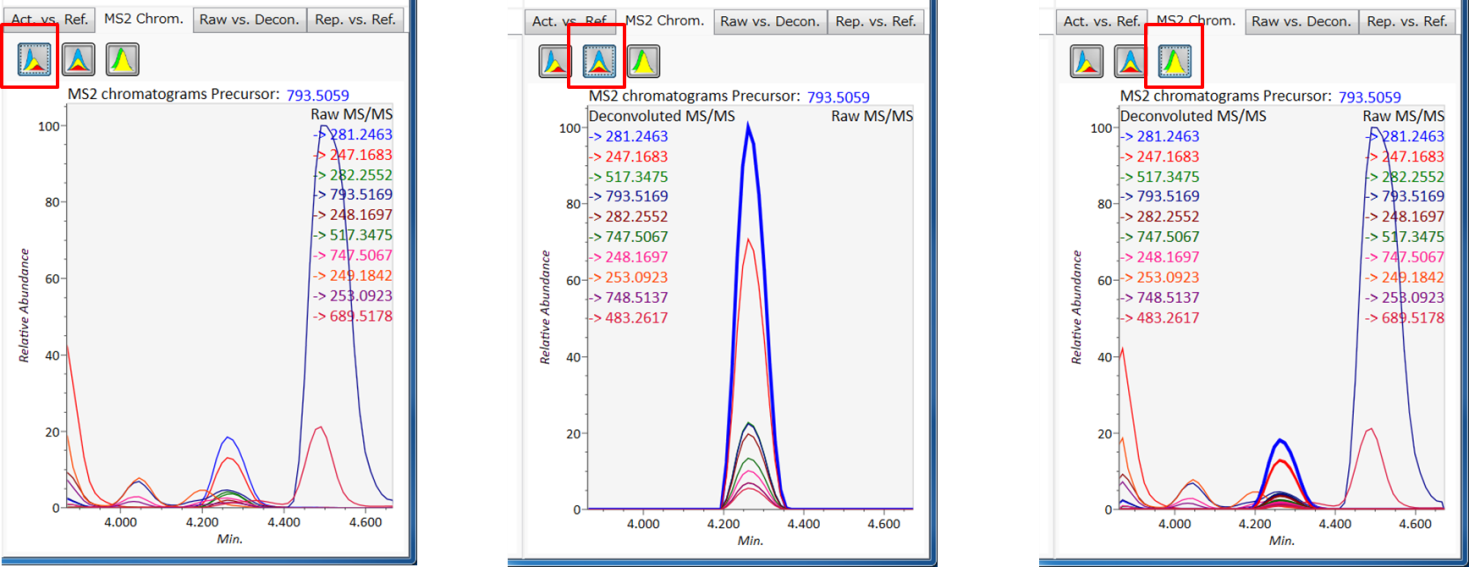 Act. vs. Ref. MS2 Chrom. Raw vs. Decon. Rep. vs. Ref.
MS2 chromatograms Precursor: 793.5059
Raw MS/MS
-> 281.2463
-> 247.1683
-> 282.2552
-> 793.5169
-> 248.1697
-> 517.3475
-> 747.5067
-> 249.1842
-> 253.0923
-> 689.5178
100
80
60
40
20
0
Relative Abundance
4.000 4.200 4.400 4.600
Min.
Act. vs. Ref. MS2 Chrom. Raw vs. Decon. Rep. vs. Ref.
MS2 chromatograms Precursor: 793.5059
Deconvoluted MS/MS Raw MS/MS
-> 281.2463
-> 247.1683
-> 517.3475
-> 793.5169
-> 282.2552
-> 747.5067
-> 248.1697
-> 253.0923
-> 748.5137
-> 483.2617
100
80
60
40
20
0
Relative Abundance
4.000 4.200 4.400 4.600
Min.
Act. vs. Ref. MS2 Chrom. Raw vs. Decon. Rep. vs. Ref.
MS2 chromatograms Precursor: 793.5059
Deconvoluted MS/MS Raw MS/MS
-> 281.2463 -> 281.2463
-> 247.1683 -> 247.1683
-> 517.3475 -> 282.2552
-> 793.5169 -> 793.5169
-> 282.2552 -> 248.1697
-> 747.5067 -> 517.3475
-> 248.1697 -> 747.5067
-> 253.0923 -> 249.1842
-> 748.5137 -> 253.0923
-> 483.2617 -> 689.5178
100
80
60
40
20
0
Relative Abundance
4.000 4.200 4.400 4.600
Min.